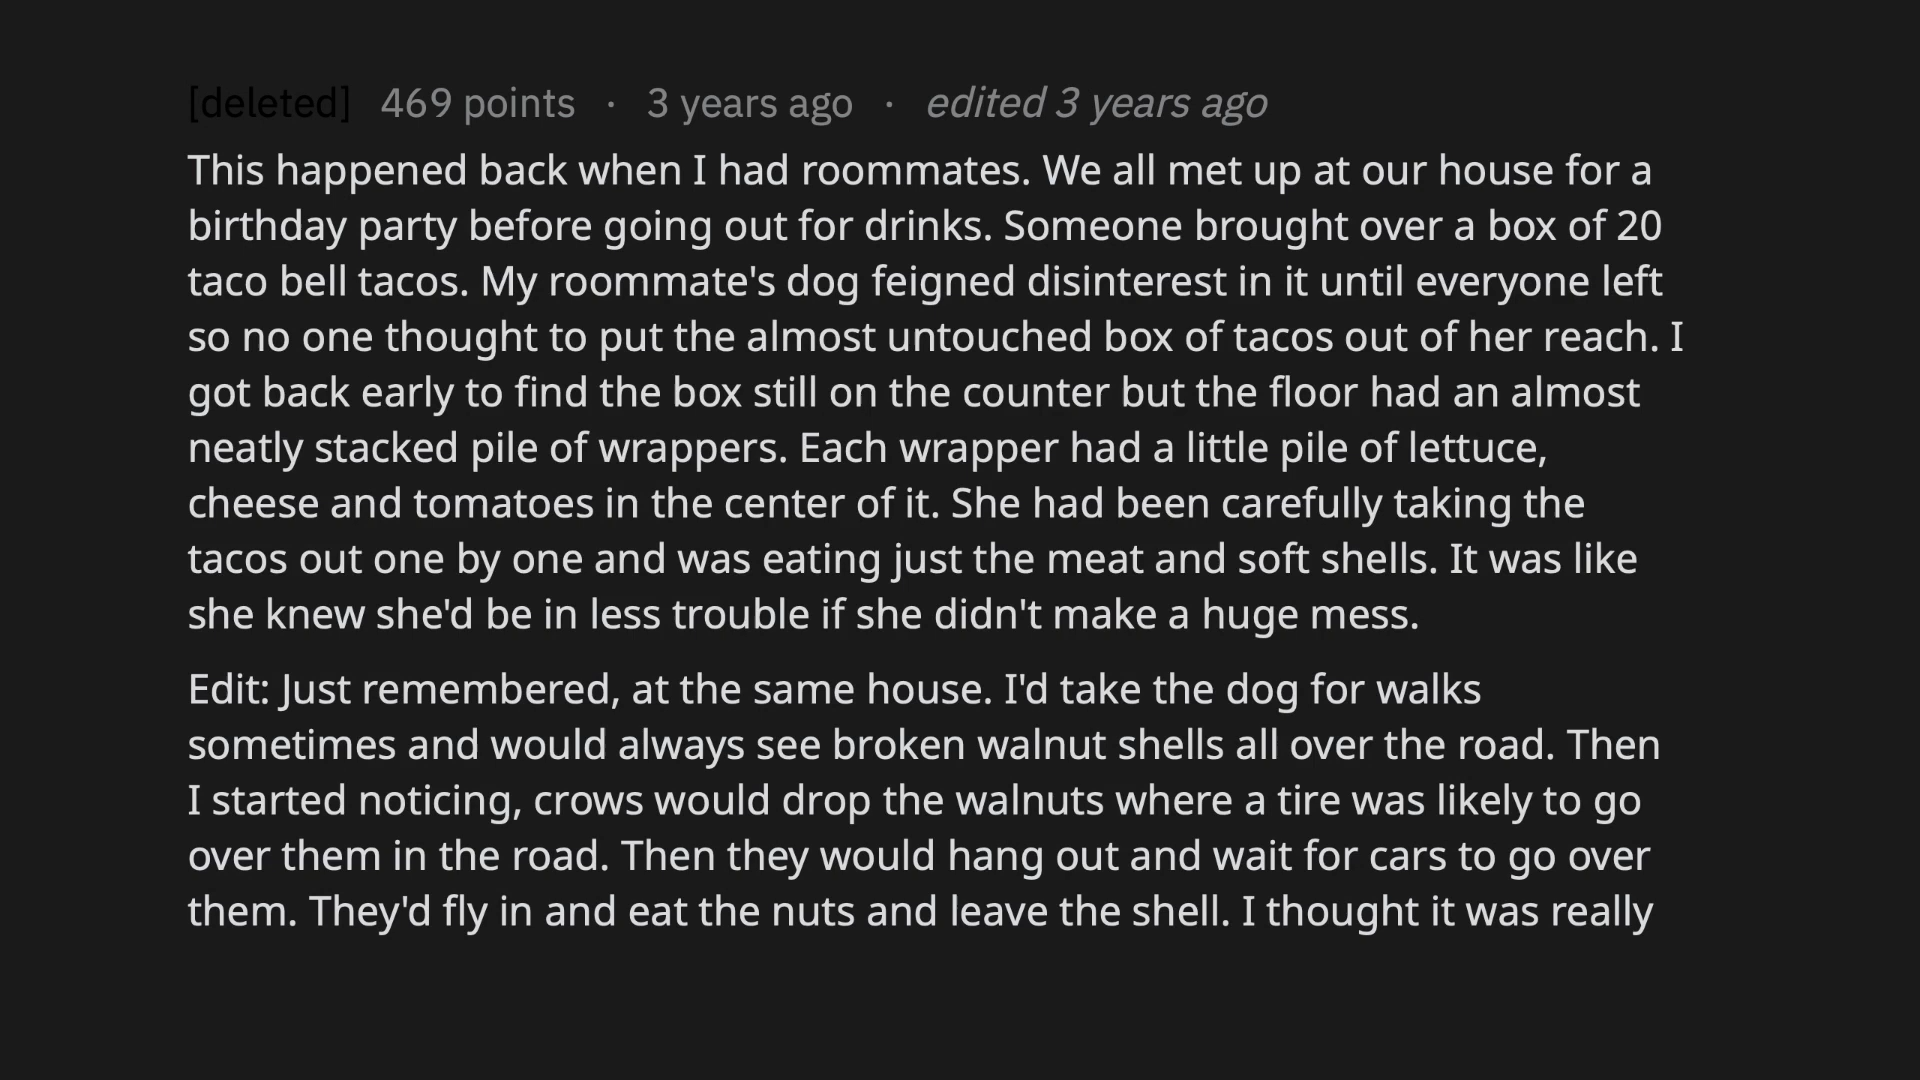 [deleted] 469 points · 3 years ago · edited 3 years ago
This happened back when I had roommates. We all met up at our house for a
birthday party before going out for drinks. Someone brought over a box of 20
taco bell tacos. My roommate's dog feigned disinterest in it until everyone left
so no one thought to put the almost untouched box of tacos out of her reach. I
got back early to find the box still on the counter but the floor had an almost
neatly stacked pile of wrappers. Each wrapper had a little pile of lettuce,
cheese and tomatoes in the center of it. She had been carefully taking the
tacos out one by one and was eating just the meat and soft shells. It was like
she knew she'd be in less trouble if she didn't make a huge mess.
Edit: Just remembered, at the same house. I'd take the dog for walks
sometimes and would always see broken walnut shells all over the road. Then
I started noticing, crows would drop the walnuts where a tire was likely to go
over them in the road. Then they would hang out and wait for cars to go over
them. They'd fly in and eat the nuts and leave the shell. I thought it was really